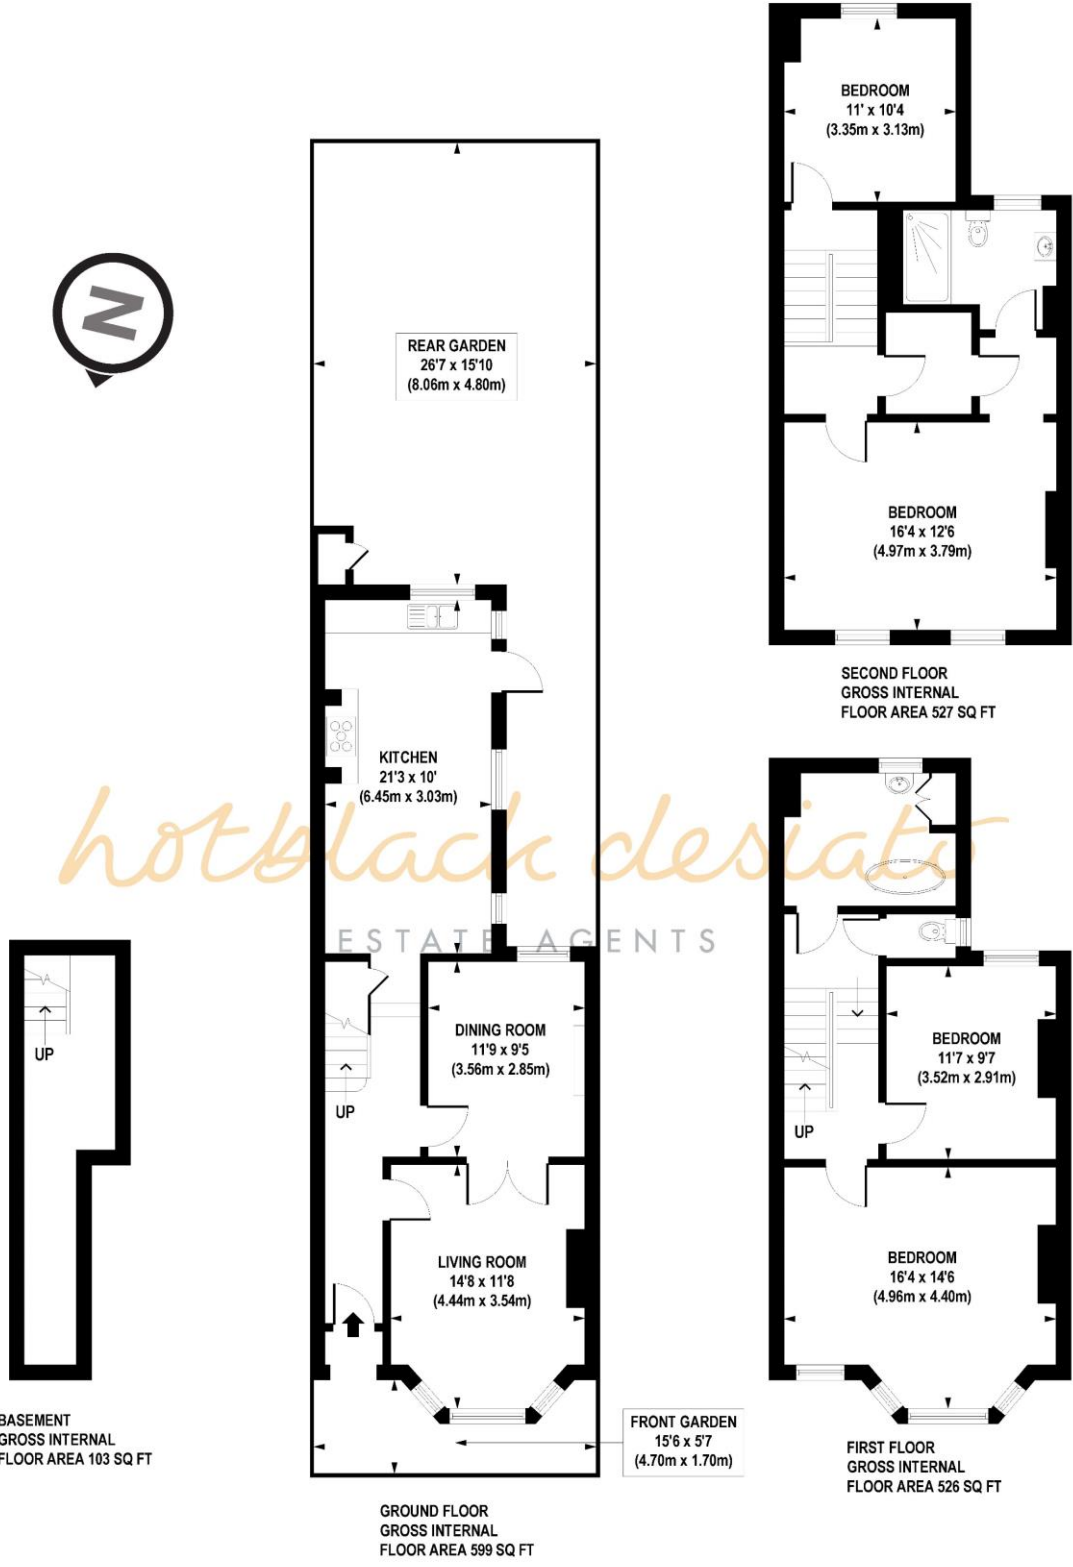 BEDROOM
11' x 10'4
(3.35m x 3.13m)
N
REAR GARDEN
26'7 x 15'10
(8.06m x 4.80m)
BEDROOM
16'4 x 12'6
(4.97m x 3.79m)
SECOND FLOOR
GROSS INTERNAL
FLOOR AREA 527 SQ FT
KITCHEN
21'3 x 10'
(6.45m x 3.03m)
hotblack desiato
ESTATE AGENTS
UP
DINING ROOM
11'9 x 9'5
(3.56m x 2.85m)
UP
BEDROOM
11'7 x 9'7
(3.52m x 2.91m)
UP
LIVING ROOM
14'8 x 11'8
(4.44m x 3.54m)
BEDROOM
16'4 x 14'6
(4.96m x 4.40m)
BASEMENT
GROSS INTERNAL
FLOOR AREA 103 SQ FT
FRONT GARDEN
15'6 x 5'7
(4.70m x 1.70m)
FIRST FLOOR
GROSS INTERNAL
FLOOR AREA 526 SQ FT
GROUND FLOOR
GROSS INTERNAL
FLOOR AREA 599 SQ FT